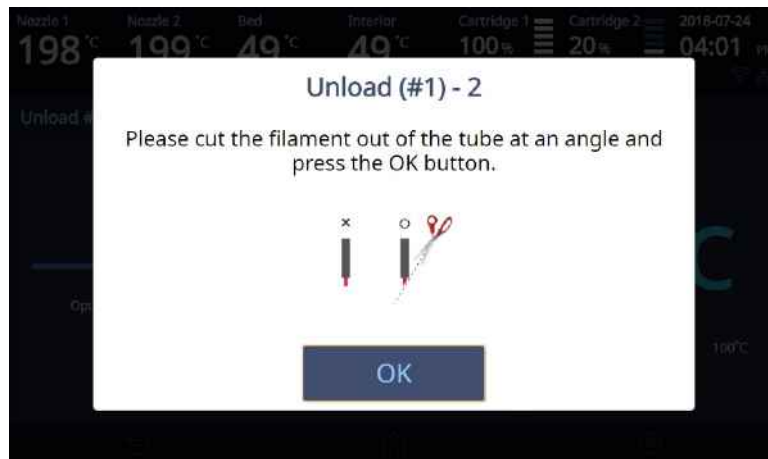 Nozzle 1 Nozzle 2 Bed Interior Cartridge 1 Cartridge 2 2018-07-24
198°C 199°C 49°C 49°C 100% 20% 04:01
Unload (#1) - 2
Unload #
Please cut the filament out of the tube at an angle and
press the OK button.
C
100°C
OK